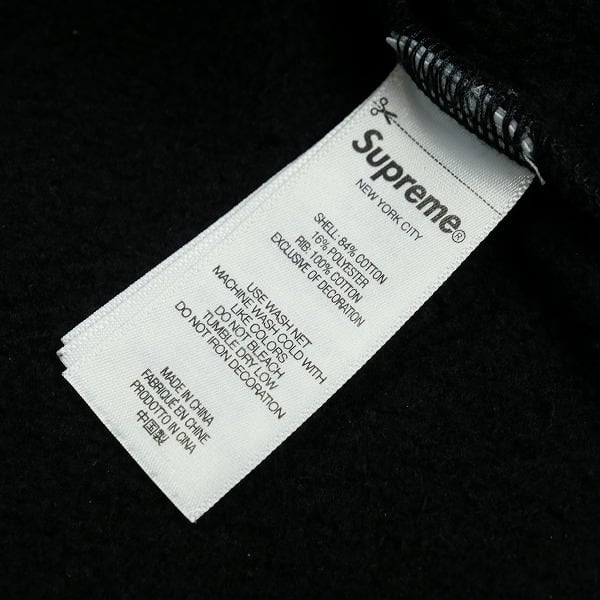 Supreme®
NEW YORK CITY
SHELL: 84% COTTON
16% POLYESTER
RIB: 100% COTTON
EXCLUSIVE OF DECORATION
USE WASH NET
MACHINE WASH COLD WITH
LIKE COLORS
DO NOT BLEACH
TUMBLE DRY LOW
DO NOT IRON DECORATION
MADE IN CHINA
FABRIQUÉ EN CHINE
PRODOTTO IN CINA
中国製